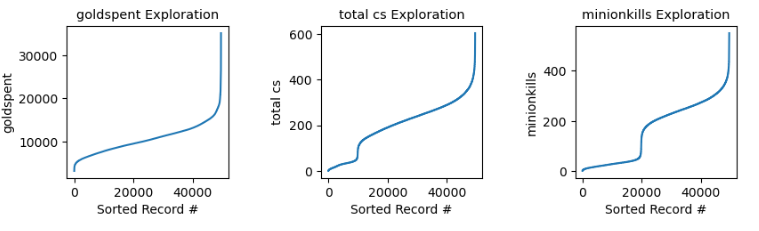 goldspent Exploration
goldspent
30000
20000
10000
0
20000
40000
Sorted Record #
total cs Exploration
total cs
600
400
200
0
0
20000
40000
Sorted Record #
minionkills Exploration
minionkills
400
200
0
0
20000
40000
Sorted Record #